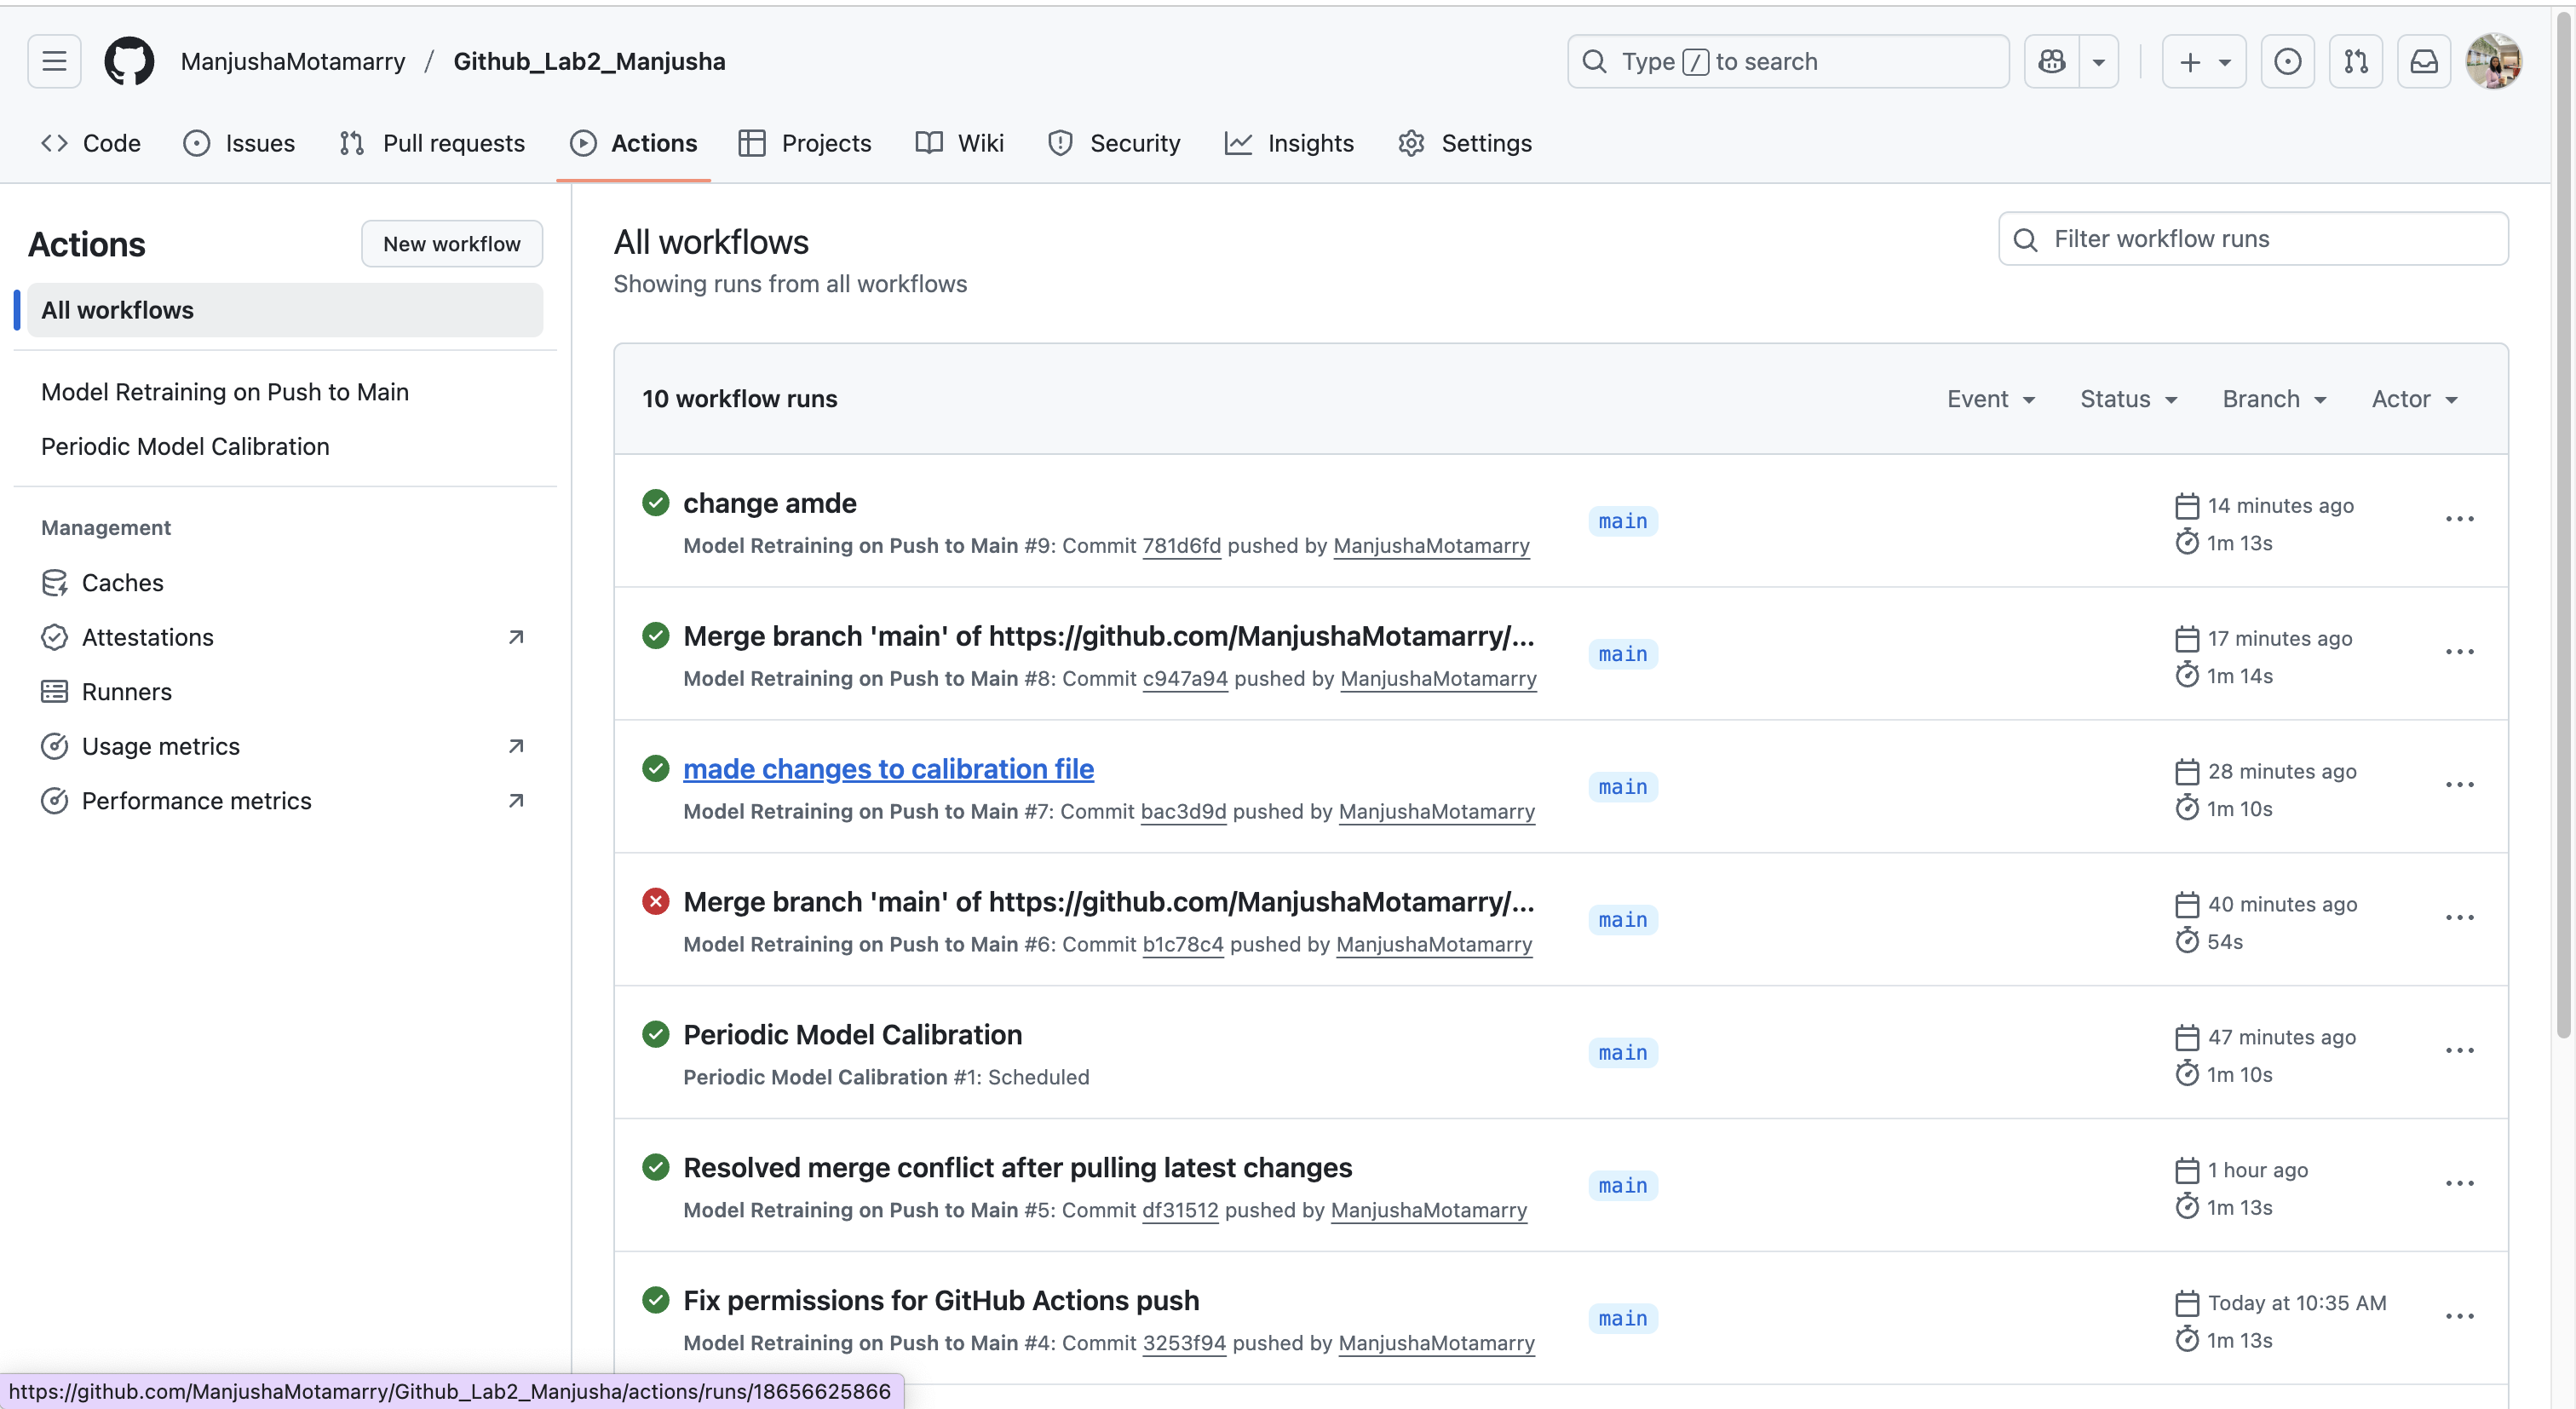 ManjushaMotamarry / Github_Lab2_Manjusha
Type / to search
Code
Issues
Pull requests
Actions
Projects
Wiki
Security
Insights
Settings
Actions
New workflow
All workflows
Model Retraining on Push to Main
Periodic Model Calibration
Management
Caches
Attestations
Runners
Usage metrics
Performance metrics
All workflows
Showing runs from all workflows
Filter workflow runs
10 workflow runs
Event
Status
Branch
Actor
change amde
Model Retraining on Push to Main #9: Commit 781d6fd pushed by ManjushaMotamarry
main
14 minutes ago
1m 13s
Merge branch 'main' of https://github.com/ManjushaMotamarry/...
Model Retraining on Push to Main #8: Commit c947a94 pushed by ManjushaMotamarry
main
17 minutes ago
1m 14s
made changes to calibration file
Model Retraining on Push to Main #7: Commit bac3d9d pushed by ManjushaMotamarry
main
28 minutes ago
1m 10s
Merge branch 'main' of https://github.com/ManjushaMotamarry/...
Model Retraining on Push to Main #6: Commit b1c78c4 pushed by ManjushaMotamarry
main
40 minutes ago
54s
Periodic Model Calibration
Periodic Model Calibration #1: Scheduled
main
47 minutes ago
1m 10s
Resolved merge conflict after pulling latest changes
Model Retraining on Push to Main #5: Commit df31512 pushed by ManjushaMotamarry
main
1 hour ago
1m 13s
Fix permissions for GitHub Actions push
Model Retraining on Push to Main #4: Commit 3253f94 pushed by ManjushaMotamarry
main
Today at 10:35 AM
1m 13s
https://github.com/ManjushaMotamarry/Github_Lab2_Manjusha/actions/runs/18656625866